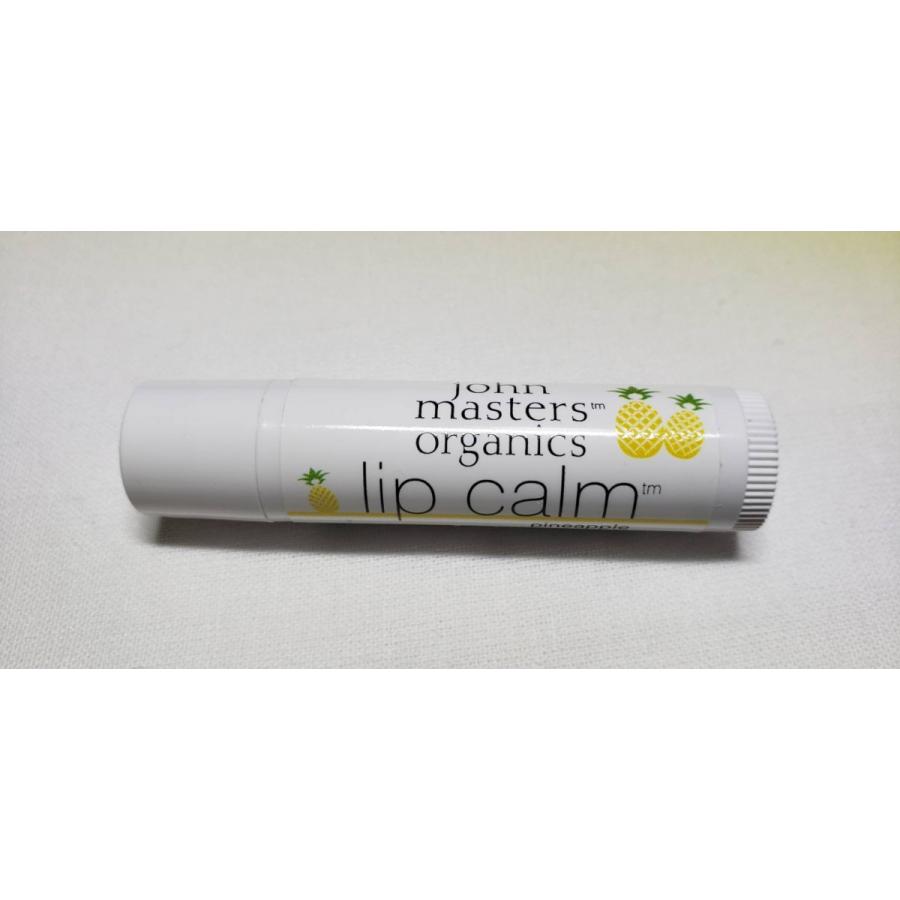 john
masters™
organics
lip calm™
pineapple